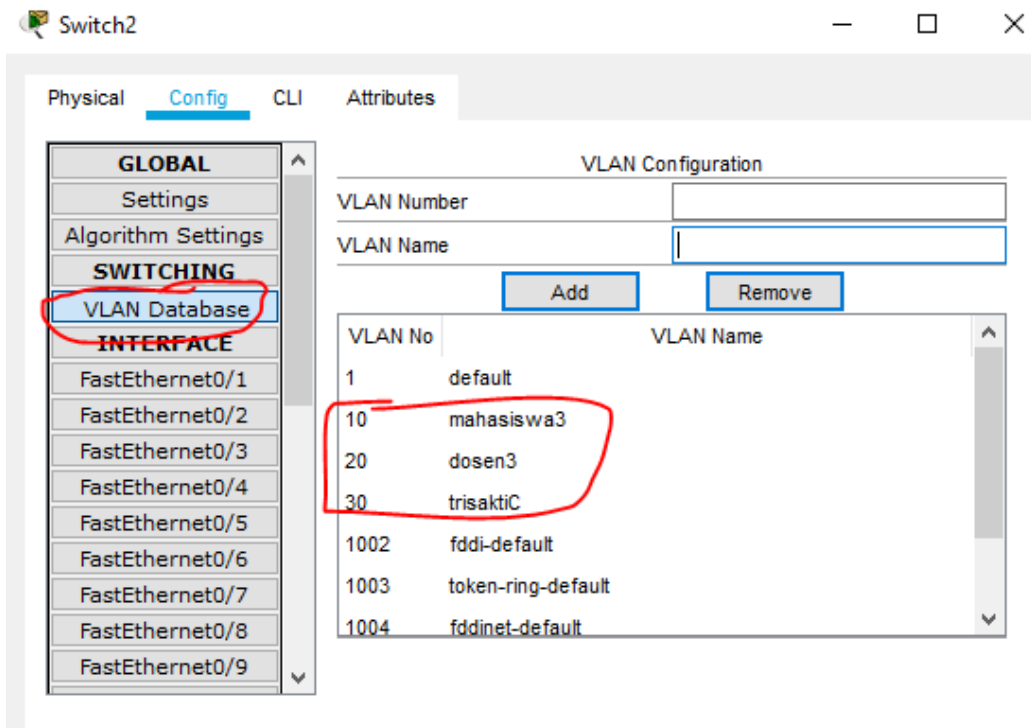 Switch2
Physical Config CLI Attributes
GLOBAL
Settings
Algorithm Settings
SWITCHING
VLAN Database
INTERFACE
FastEthernet0/1
FastEthernet0/2
FastEthernet0/3
FastEthernet0/4
FastEthernet0/5
FastEthernet0/6
FastEthernet0/7
FastEthernet0/8
FastEthernet0/9
VLAN Configuration
VLAN Number
VLAN Name
Add Remove
VLAN No VLAN Name
1 default
10 mahasiswa3
20 dosen3
30 trisaktiC
1002 fddi-default
1003 token-ring-default
1004 fddinet-default